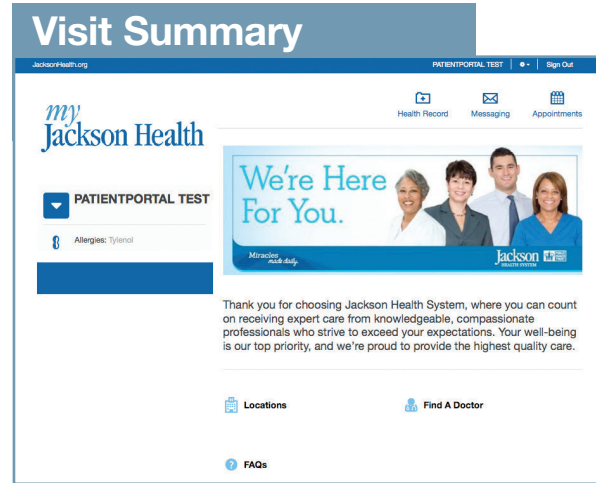 Visit Summary
JacksonHealth.org
PATIENTPORTAL TEST
Sign Out
Health Record
Messaging
Appointments
my
Jackson Health
PATIENTPORTAL TEST
Allergies: Tylenol
We're Here
For You.
Miracles
made daily.
Jackson
HEALTH SYSTEM
Thank you for choosing Jackson Health System, where you can count
on receiving expert care from knowledgeable, compassionate
professionals who strive to exceed your expectations. Your well-being
is our top priority, and we're proud to provide the highest quality care.
Locations
Find A Doctor
FAQs